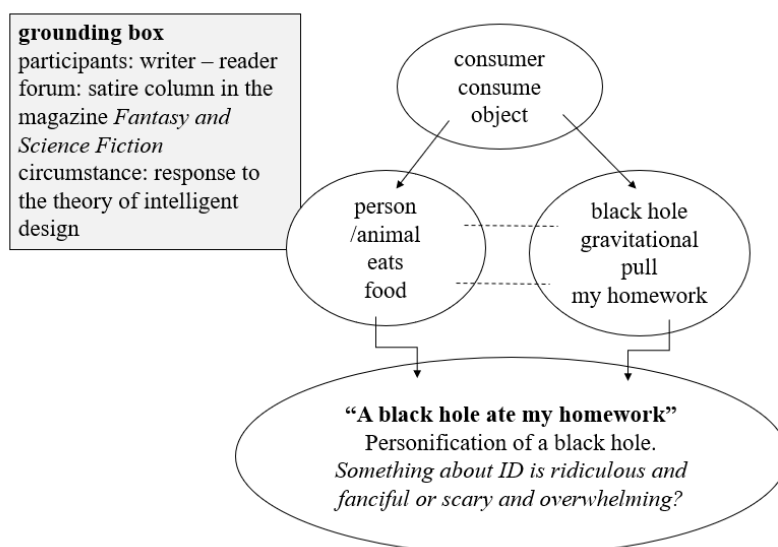 grounding box
participants: writer – reader
forum: satire column in the
magazine Fantasy and
Science Fiction
circumstance: response to
the theory of intelligent
design
consumer
consume
object
person
/animal
eats
food
black hole
gravitational
pull
my homework
“A black hole ate my homework”
Personification of a black hole.
Something about ID is ridiculous and
fanciful or scary and overwhelming?